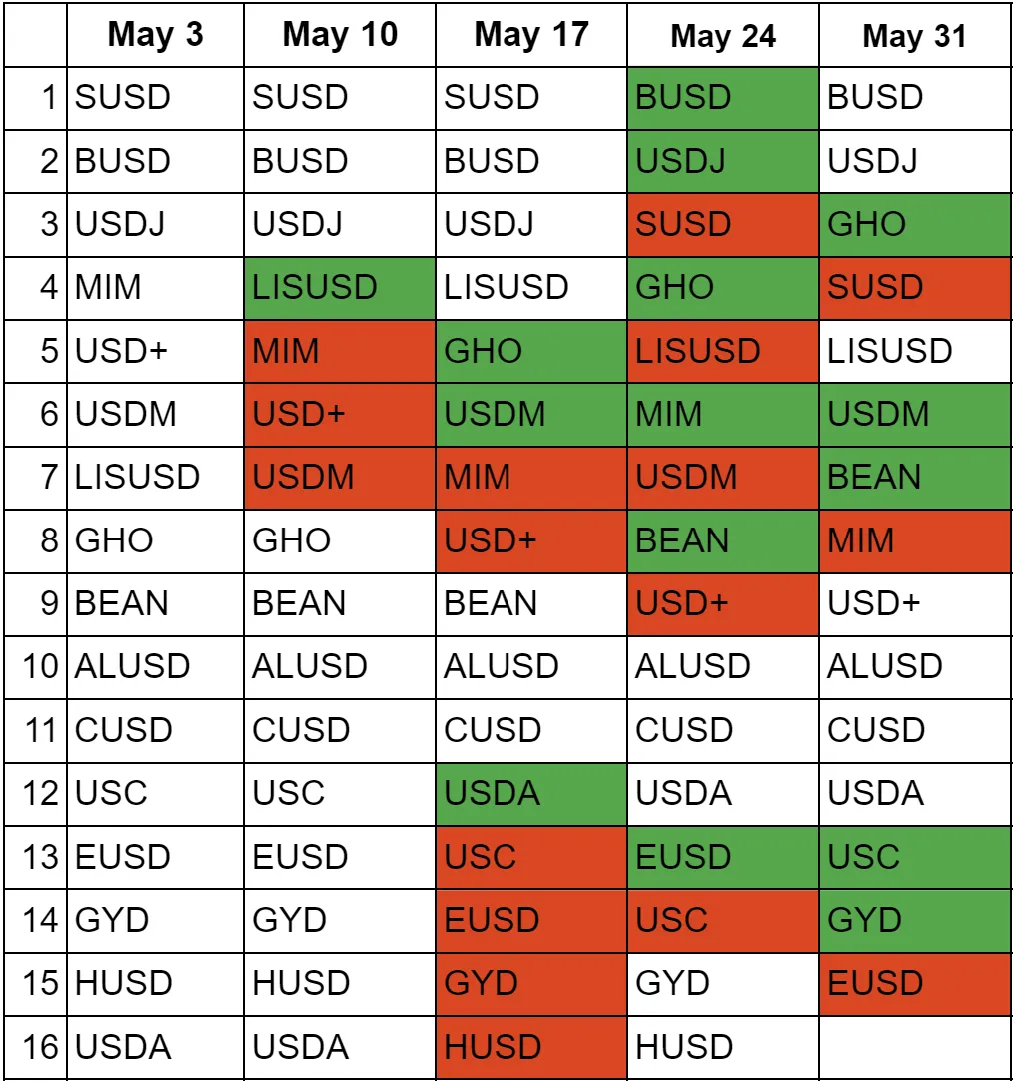 May 3 May 10 May 17 May 24 May 31
1 SUSD SUSD SUSD BUSD BUSD
2 BUSD BUSD BUSD USDJ USDJ
3 USDJ USDJ USDJ SUSD GHO
4 MIM LISUSD LISUSD GHO SUSD
5 USD+ MIM GHO LISUSD LISUSD
6 USDM USD+ USDM MIM USDM
7 LISUSD USDM MIM USDM BEAN
8 GHO GHO USD+ BEAN MIM
9 BEAN BEAN BEAN USD+ USD+
10 ALUSD ALUSD ALUSD ALUSD ALUSD
11 CUSD CUSD CUSD CUSD CUSD
12 USC USC USDA USDA USDA
13 EUSD EUSD USC EUSD USC
14 GYD GYD EUSD USC GYD
15 HUSD HUSD GYD GYD EUSD
16 USDA USDA HUSD HUSD